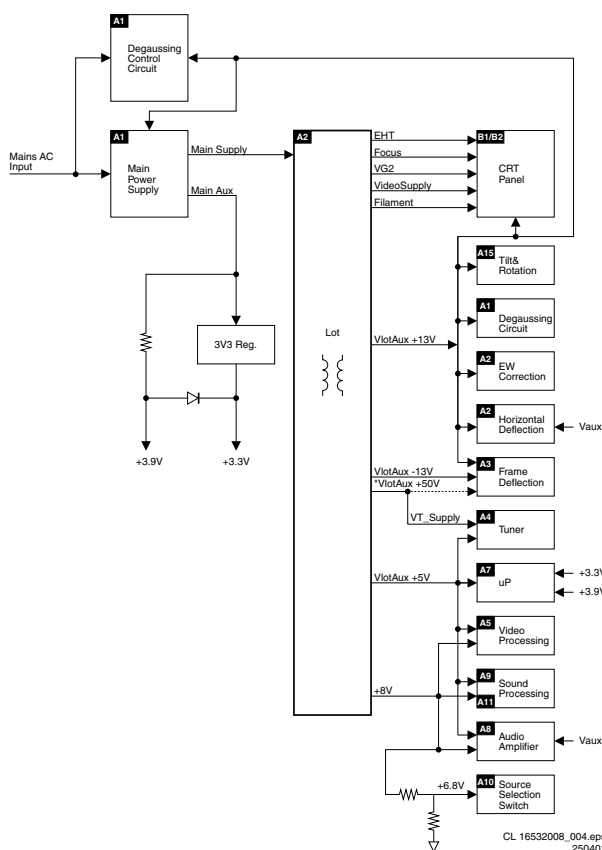 A1
Degaussing
Control
Circuit
A1
Main
Power
Supply
Mains AC
Input
Main Supply
Main Aux
3V3 Reg.
+3.9V
+3.3V
A2
Lot
EHT
Focus
VG2
VideoSupply
Filament
B1/B2
CRT
Panel
A15
Tilt&
Rotation
A1
Degaussing
Circuit
VlotAux +13V
A2
EW
Correction
A2
Horizontal
Deflection
Vaux
VlotAux -13V
*VlotAux +50V
A3
Frame
Deflection
VT_Supply
A4
Tuner
VlotAux +5V
A7
uP
+3.3V
+3.9V
A5
Video
Processing
+8V
A9
Sound
Processing
A11
A8
Audio
Amplifier
Vaux
+6.8V
A10
Source
Selection
Switch
CL 16532008_004.eps